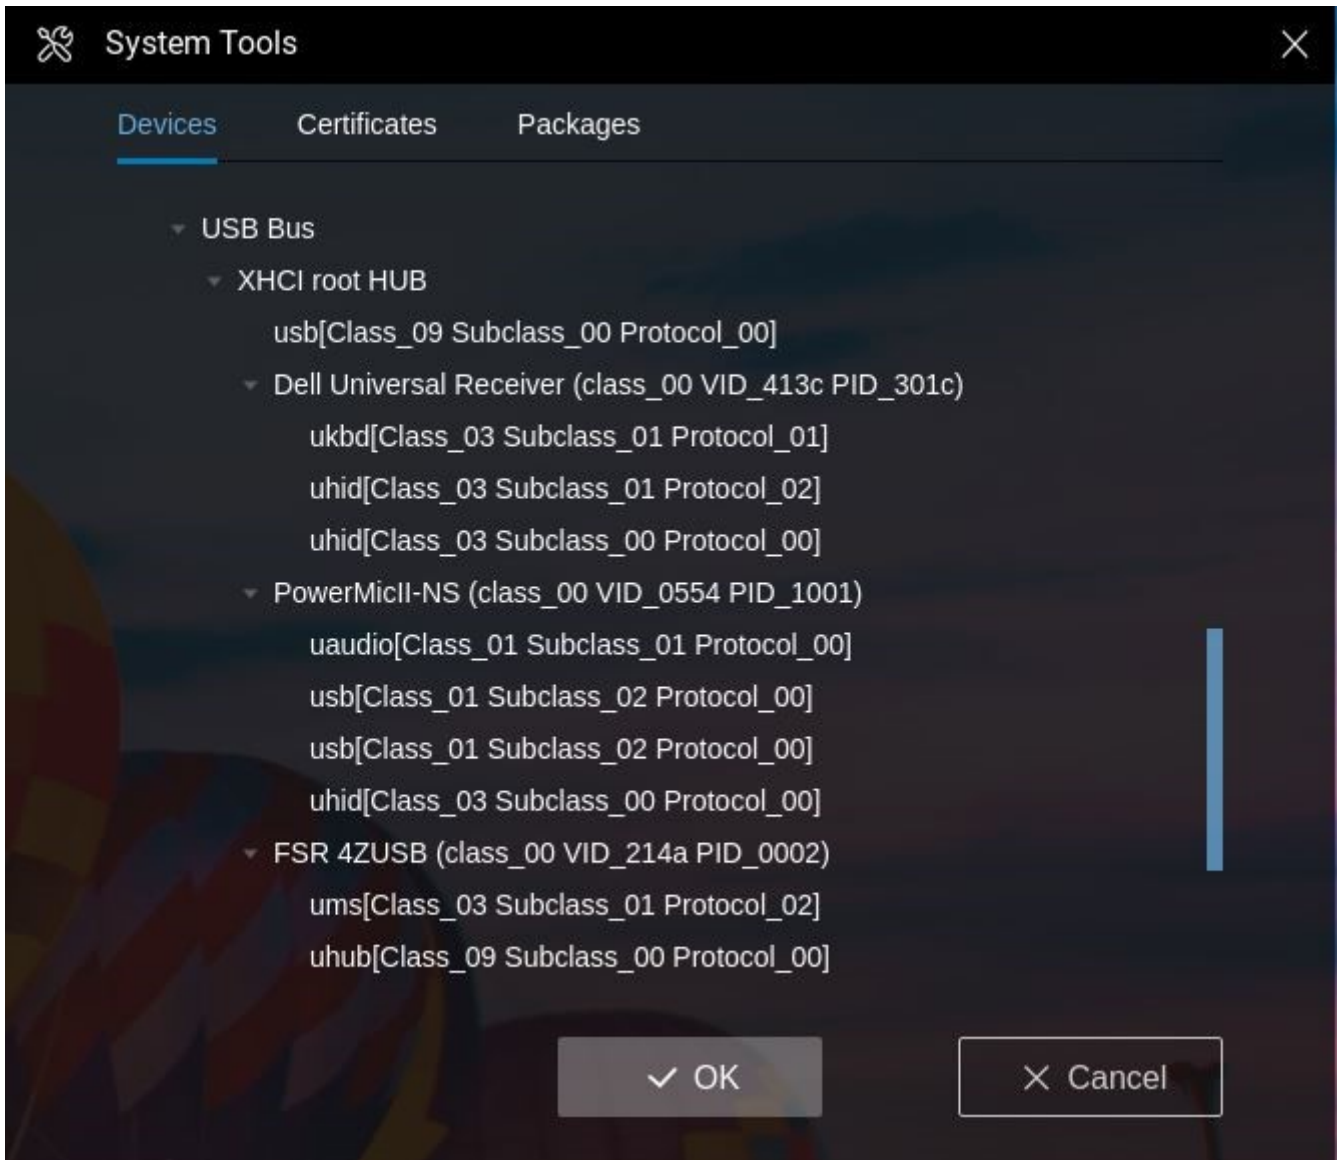 System Tools
Devices Certificates Packages
USB Bus
XHCI root HUB
usb[Class_09 Subclass_00 Protocol_00]
Dell Universal Receiver (class_00 VID_413c PID_301c)
ukbd[Class_03 Subclass_01 Protocol_01]
uhid[Class_03 Subclass_01 Protocol_02]
uhid[Class_03 Subclass_00 Protocol_00]
PowerMicII-NS (class_00 VID_0554 PID_1001)
uaudio[Class_01 Subclass_01 Protocol_00]
usb[Class_01 Subclass_02 Protocol_00]
usb[Class_01 Subclass_02 Protocol_00]
uhid[Class_03 Subclass_00 Protocol_00]
FSR 4ZUSB (class_00 VID_214a PID_0002)
ums[Class_03 Subclass_01 Protocol_02]
uhub[Class_09 Subclass_00 Protocol_00]
OK Cancel